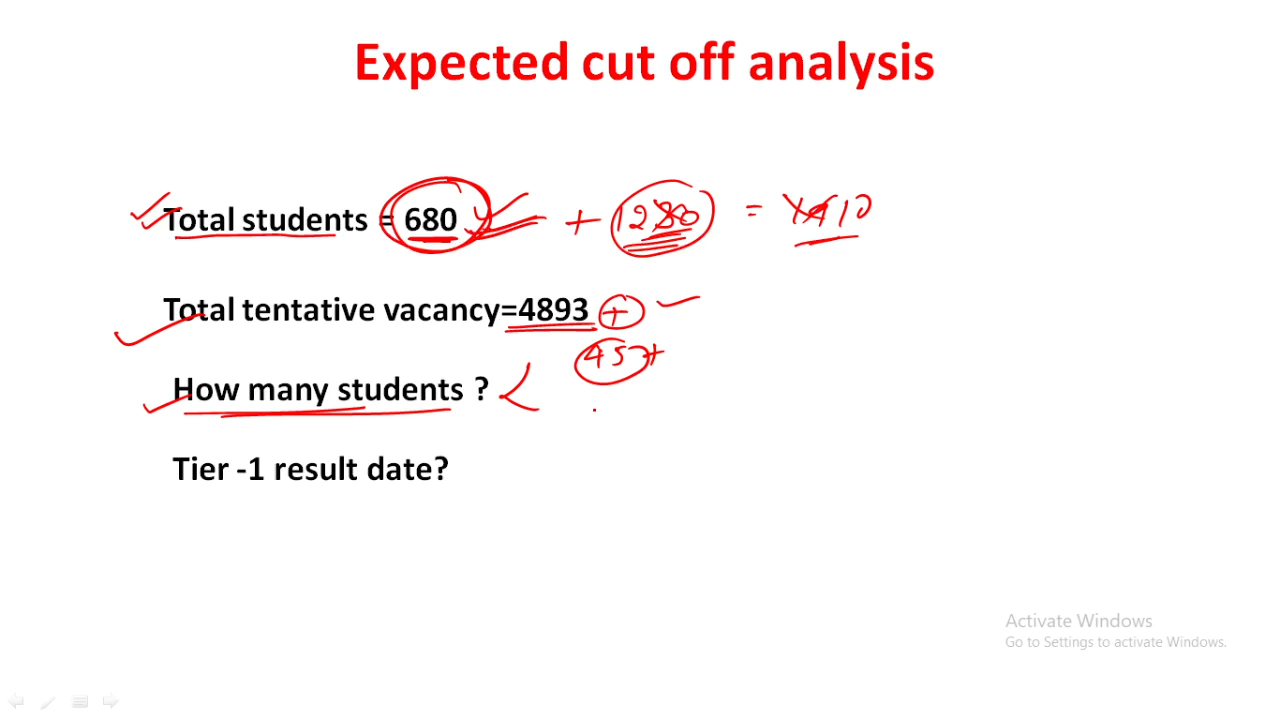 Expected cut off analysis
Total students = 680 + 1280 =
Total tentative vacancy=4893 +
45 +
How many students ?
Tier -1 result date?
Activate Windows
Go to Settings to activate Windows.